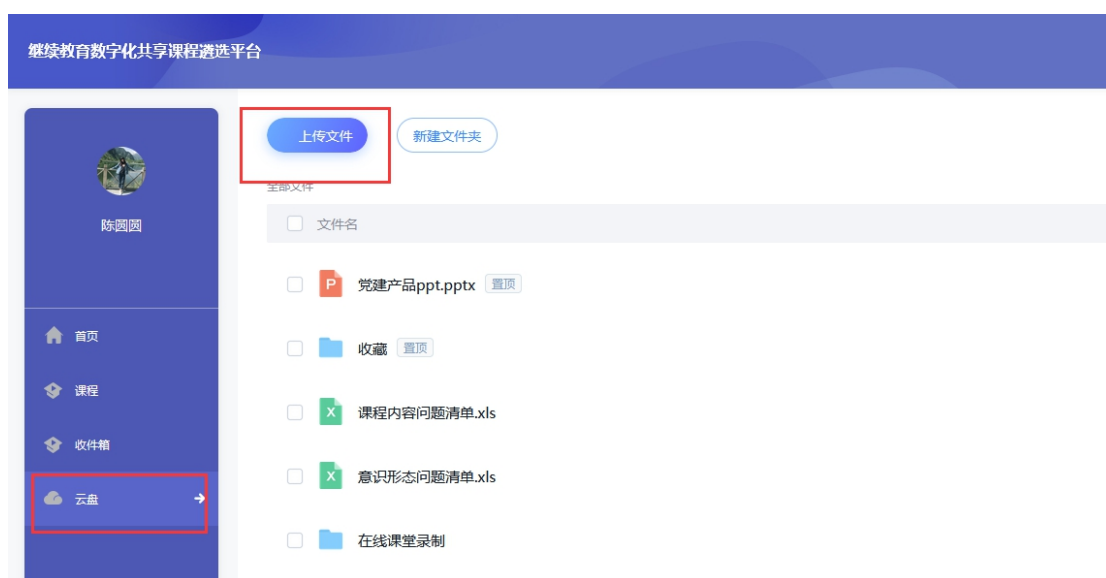 继续教育数字化共享课程遴选平台
上传文件
新建文件夹
全部文件
陈圆圆
文件名
党建产品ppt.pptx 置顶
首页
收藏 置顶
课程
课程内容问题清单.xls
收件箱
意识形态问题清单.xls
云盘
在线课堂录制